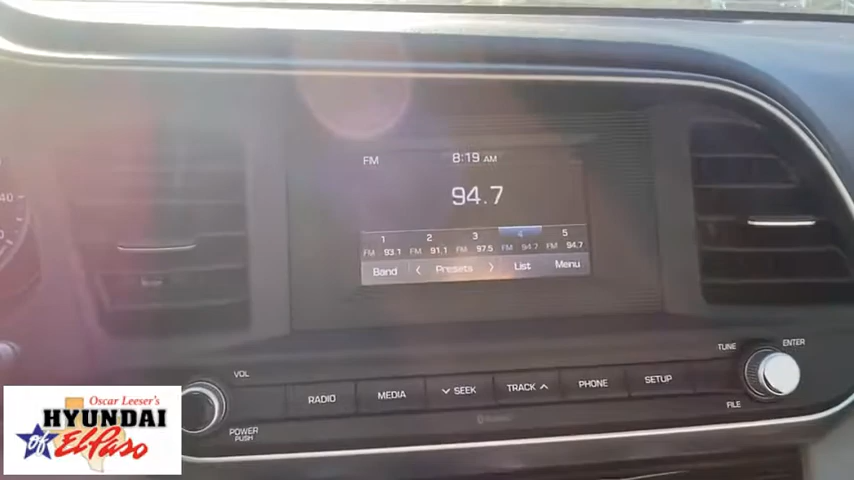 FM 8:19 AM
94.7
1 2 3 4 5
FM 93.1 FM 91.1 FM 97.5 FM 94.7 FM 94.7
Band < Presets > List Menu
40
VOL
POWER
PUSH
RADIO MEDIA SEEK TRACK PHONE SETUP
TUNE ENTER
FILE
Oscar Leeser's
HYUNDAI
of El Paso